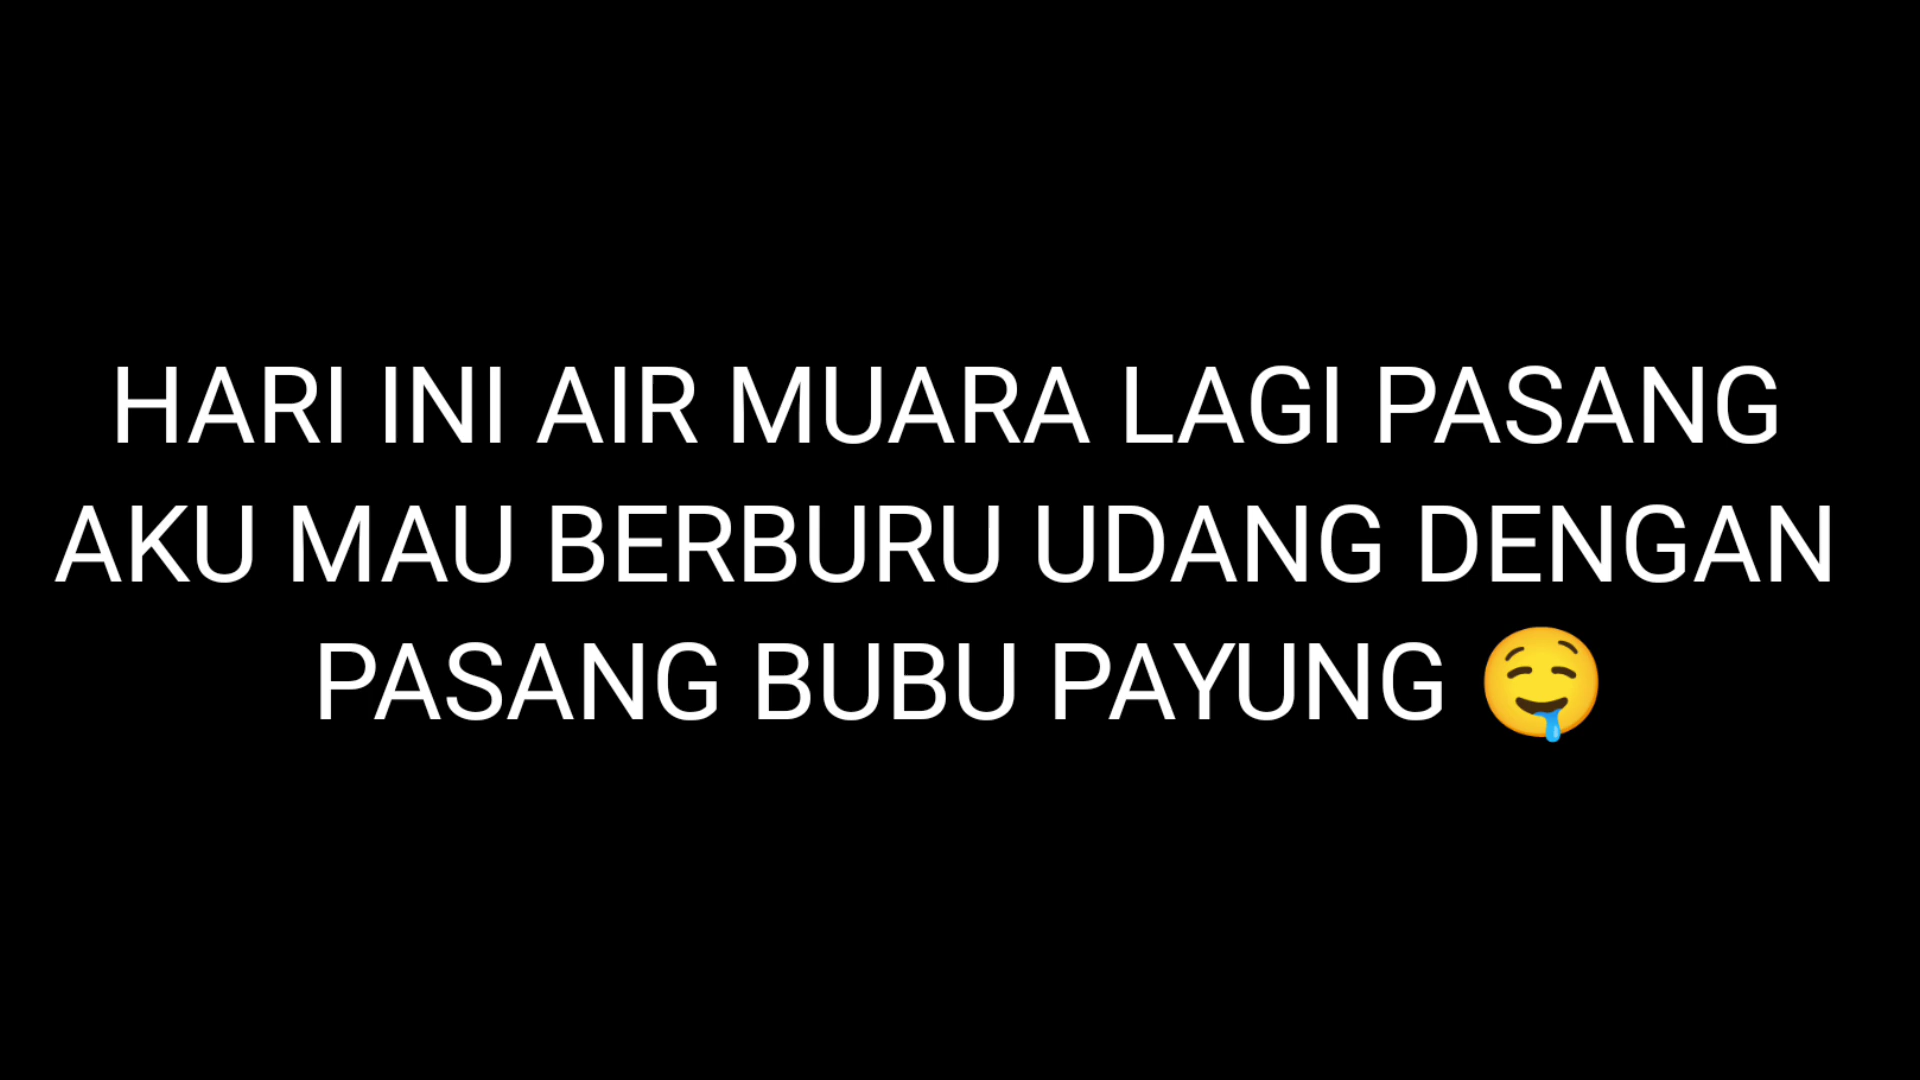 HARI INI AIR MUARA LAGI PASANG
AKU MAU BERBURU UDANG DENGAN
PASANG BUBU PAYUNG 🤤